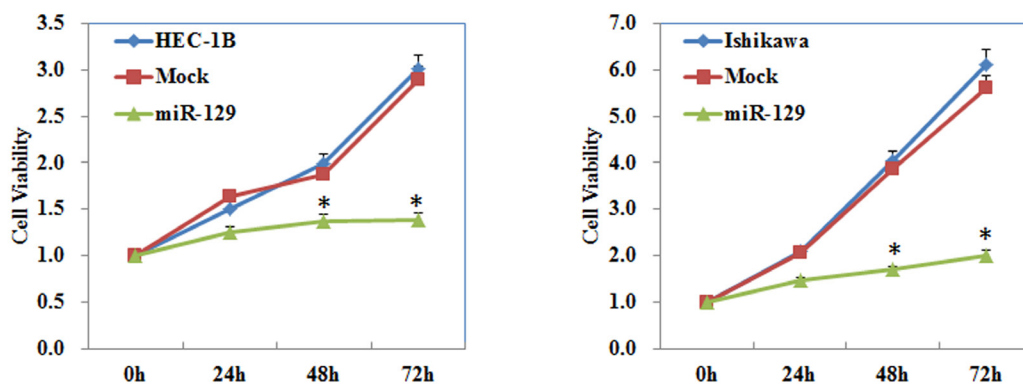 3.5
3.0
2.5
2.0
1.5
1.0
0.5
0.0
Cell Viability
HEC-1B
Mock
miR-129
*
*
0h 24h 48h 72h
7.0
6.0
5.0
4.0
3.0
2.0
1.0
0.0
Cell Viability
Ishikawa
Mock
miR-129
*
*
0h 24h 48h 72h